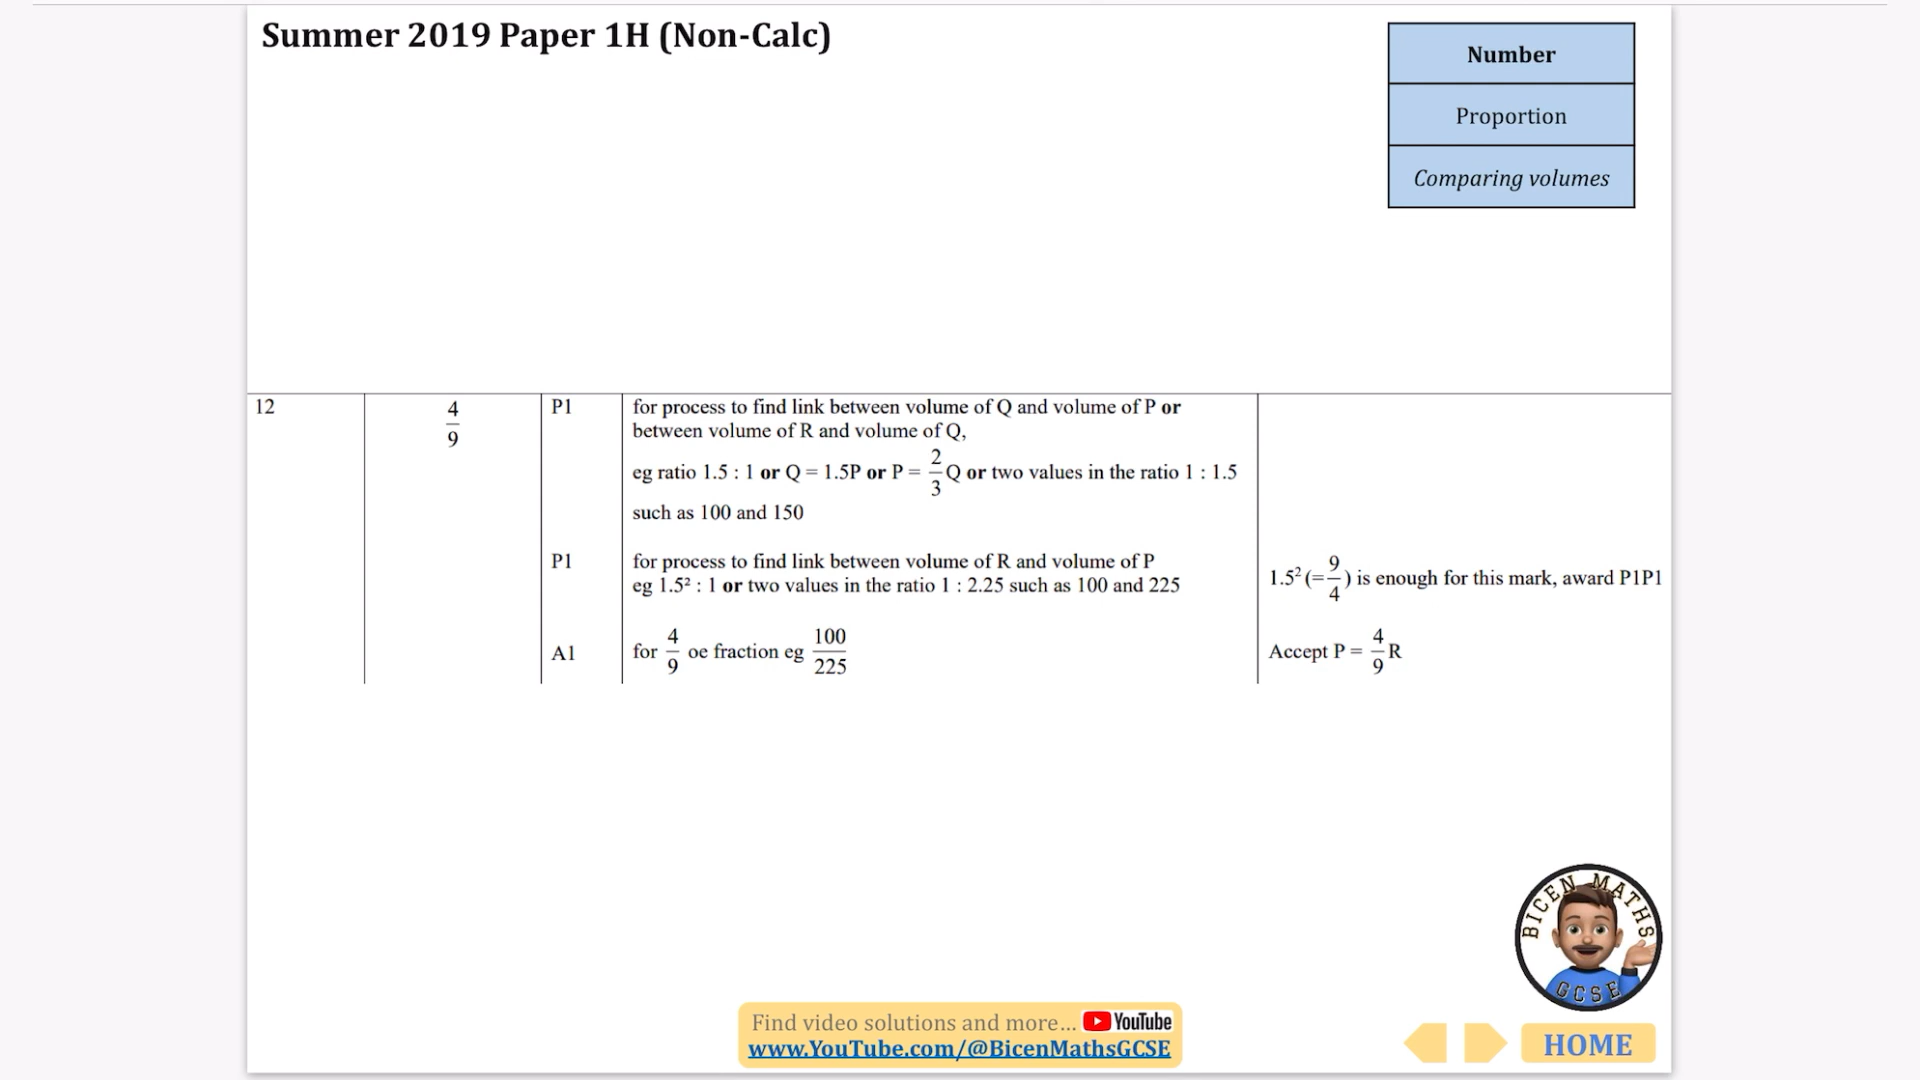 Summer 2019 Paper 1H (Non-Calc)
Number
Proportion
Comparing volumes
12
4/9
P1
for process to find link between volume of Q and volume of P or
between volume of R and volume of Q,
eg ratio 1.5 : 1 or Q = 1.5P or P = 2/3 Q or two values in the ratio 1 : 1.5
such as 100 and 150
P1
for process to find link between volume of R and volume of P
eg 1.5² : 1 or two values in the ratio 1 : 2.25 such as 100 and 225
1.5² (=9/4) is enough for this mark, award P1P1
A1
for 4/9 oe fraction eg 100/225
Accept P = 4/9 R
BICEN MATHS
GCSE
Find video solutions and more... YouTube
www.YouTube.com/@BicenMathsGCSE
HOME